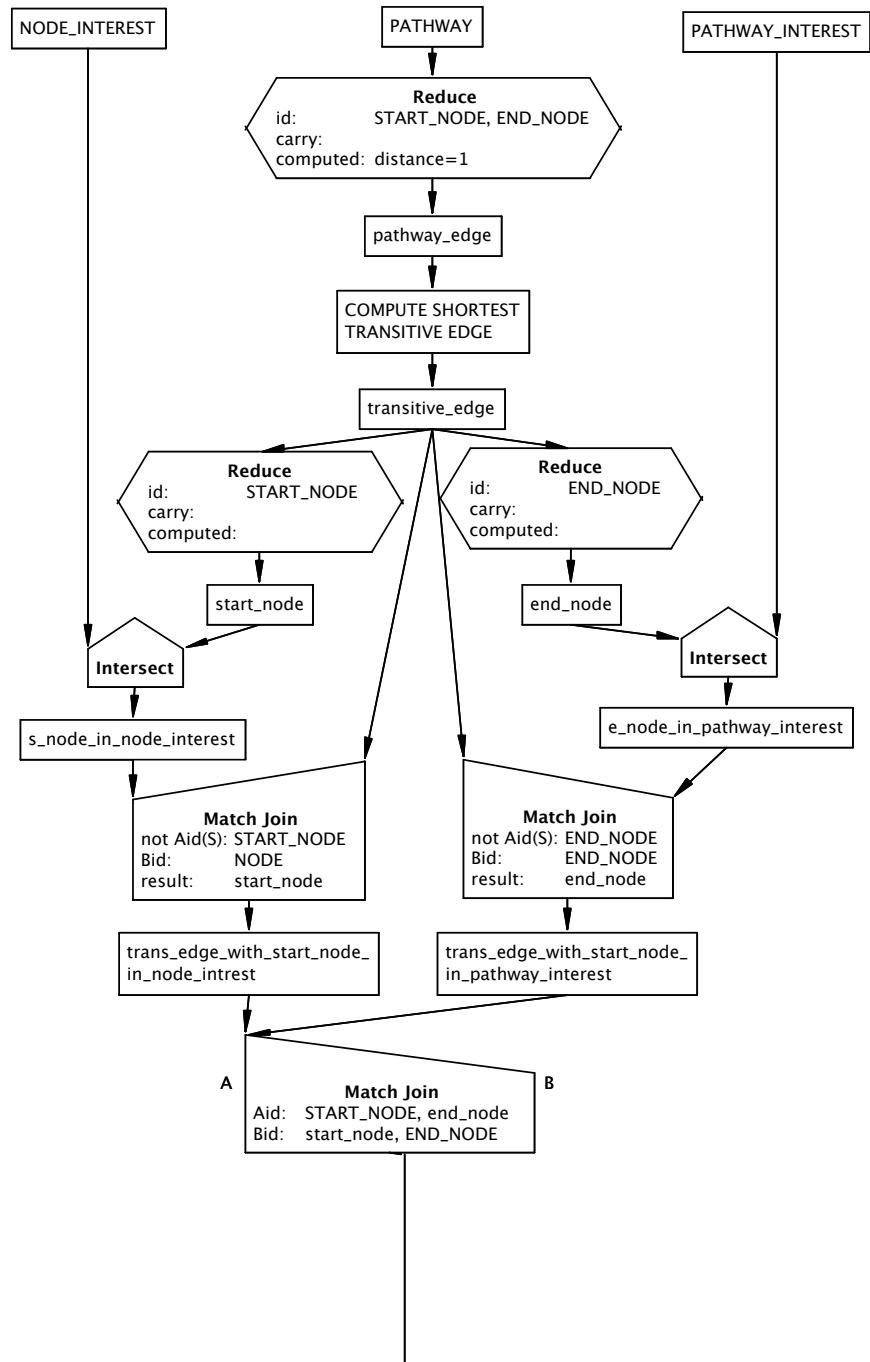 NODE_INTEREST
PATHWAY
PATHWAY_INTEREST
Reduce
id: START_NODE, END_NODE
carry:
computed: distance=1
pathway_edge
COMPUTE SHORTEST
TRANSITIVE EDGE
transitive_edge
Reduce
id: START_NODE
carry:
computed:
Reduce
id: END_NODE
carry:
computed:
start_node
end_node
Intersect
Intersect
s_node_in_node_interest
e_node_in_pathway_interest
Match Join
not Aid(S): START_NODE
Bid: NODE
result: start_node
Match Join
not Aid(S): END_NODE
Bid: END_NODE
result: end_node
trans_edge_with_start_node_
in_node_intrest
trans_edge_with_start_node_
in_pathway_interest
A
B
Match Join
Aid: START_NODE, end_node
Bid: start_node, END_NODE